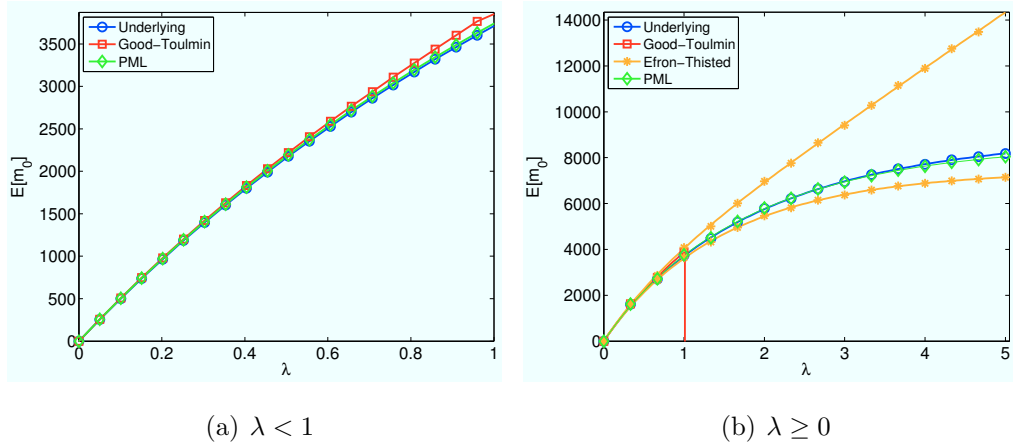 3500
3000
2500
2000
1500
1000
500
0
E[m₀]
0
0.2
0.4
0.6
0.8
1
λ
Underlying
Good−Toulmin
PML
14000
12000
10000
8000
6000
4000
2000
0
E[m₀]
0
1
2
3
4
5
λ
Underlying
Good−Toulmin
Efron−Thisted
PML
(a) λ < 1
(b) λ ≥ 0